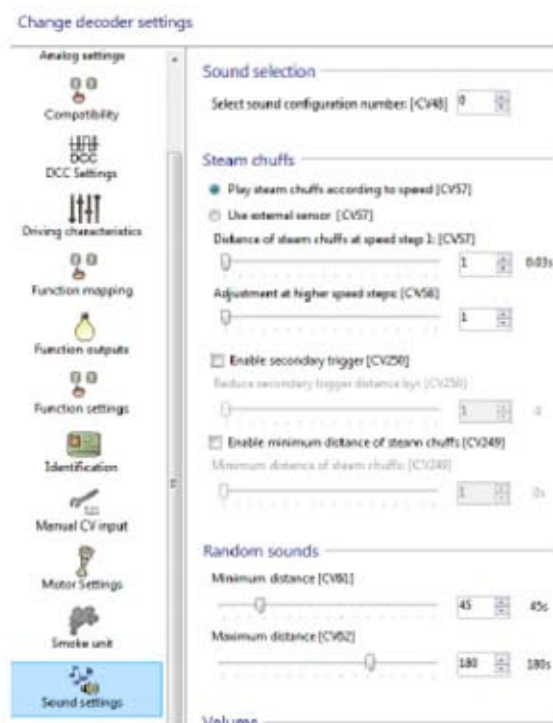 Change decoder settings
Analog settings
Compatibility
DCC
DCC Settings
Driving characteristics
Function mapping
Function outputs
Function settings
Identification
Manual CV input
Motor Settings
Smoke unit
Sound settings
Sound selection
Select sound configuration number: [CV48] 0
Steam chuffs
Play steam chuffs according to speed [CV57]
Use external sensor [CV57]
Distance of steam chuffs at speed step 1: [CV57]
1 0.03s
Adjustment at higher speed steps: [CV58]
1
Enable secondary trigger [CV250]
Reduce secondary trigger distance by: [CV250]
1 0
Enable minimum distance of steam chuffs [CV249]
Minimum distance of steam chuffs: [CV249]
1 0s
Random sounds
Minimum distance [CV61]
45 45s
Maximum distance [CV62]
180 180s
Volume